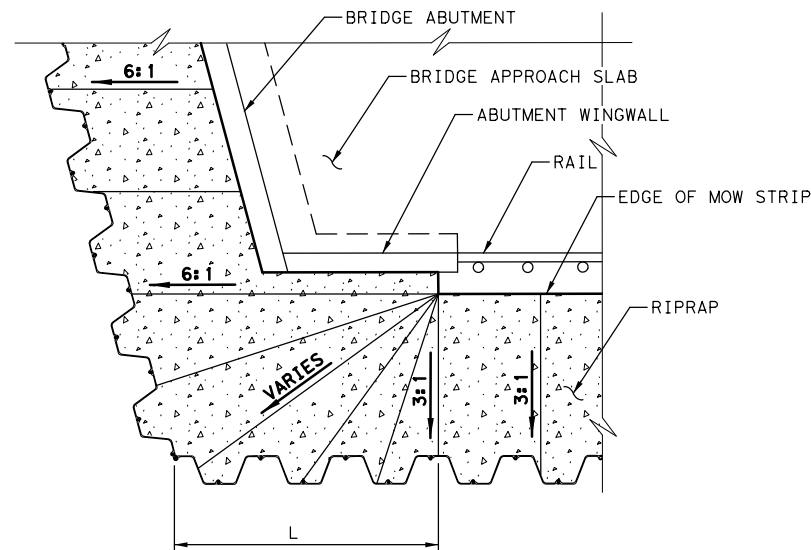 BRIDGE ABUTMENT
6:1
BRIDGE APPROACH SLAB
ABUTMENT WINGWALL
RAIL
EDGE OF MOW STRIP
6:1
RIPRAP
VARIES
3:1
3:1
L